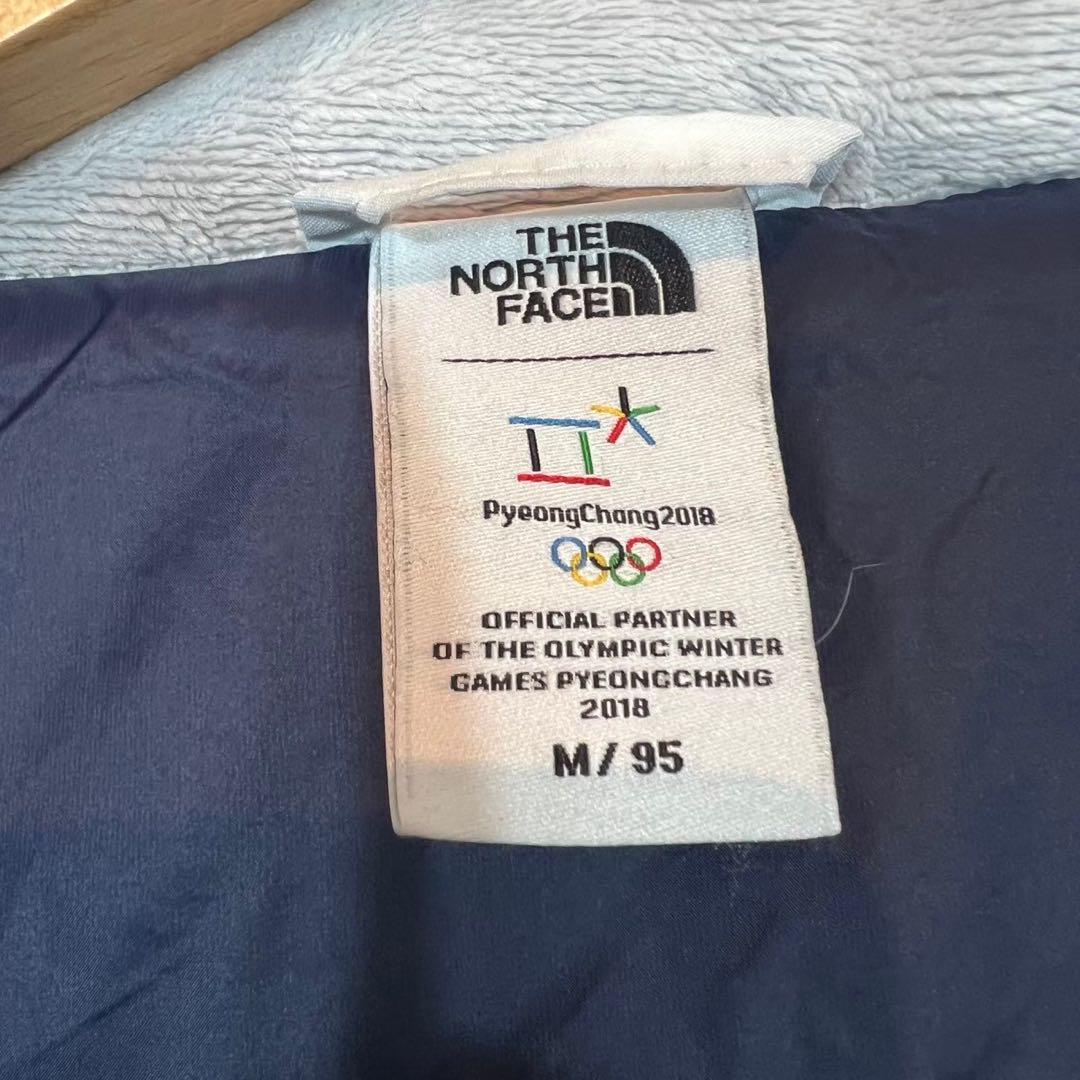 THE
NORTH
FACE
PyeongChang2018
OFFICIAL PARTNER
OF THE OLYMPIC WINTER
GAMES PYEONGCHANG
2018
M/ 95